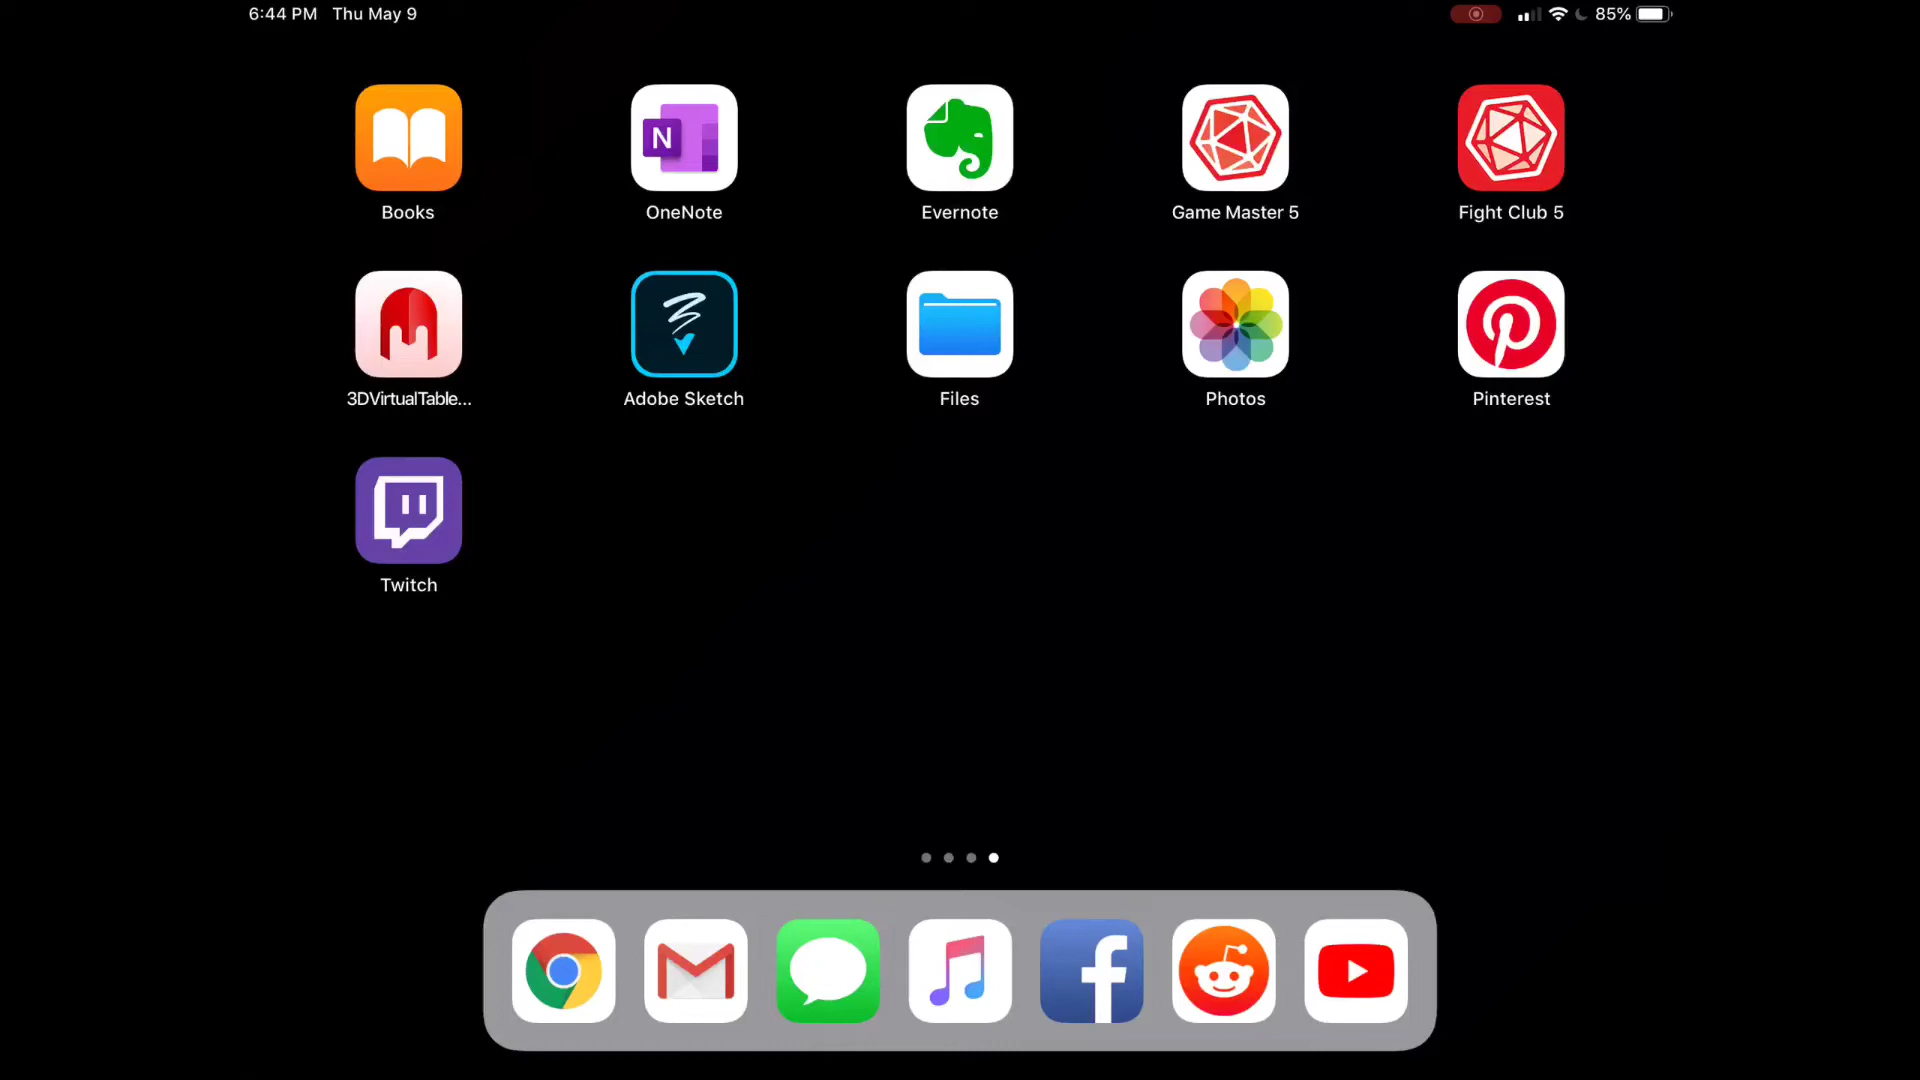 6:44 PM Thu May 9
85%
N
Books
OneNote
Evernote
Game Master 5
Fight Club 5
3DVirtualTable...
Adobe Sketch
Files
Photos
Pinterest
Twitch